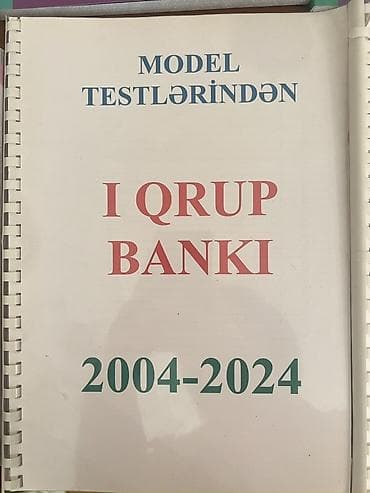 MODEL
TESTLƏRİNDƏN
I QRUP
BANKI
2004-2024